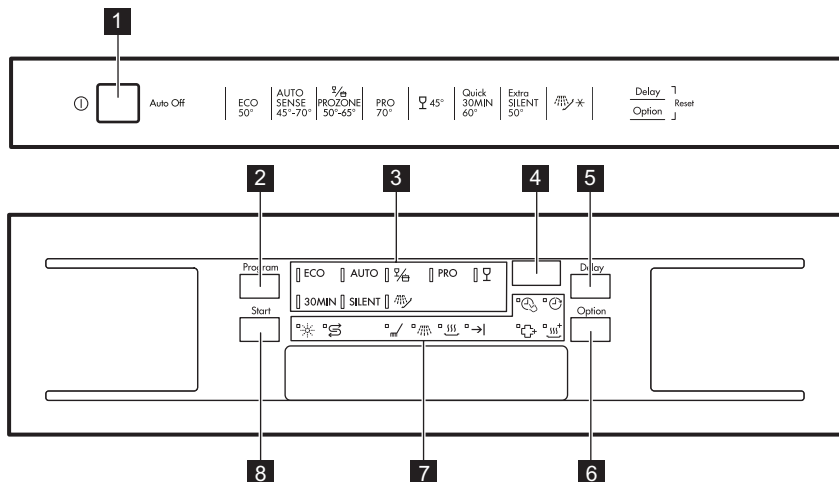 1
Auto Off
ECO
50°
AUTO
SENSE
45°-70°
PROZONE
50°-65°
PRO
70°
45°
Quick
30MIN
60°
Extra
SILENT
50°
Delay
Option
Reset
2
3
4
5
Program
ECO
AUTO
PRO
Delay
30MIN
SILENT
Start
Option
8
7
6